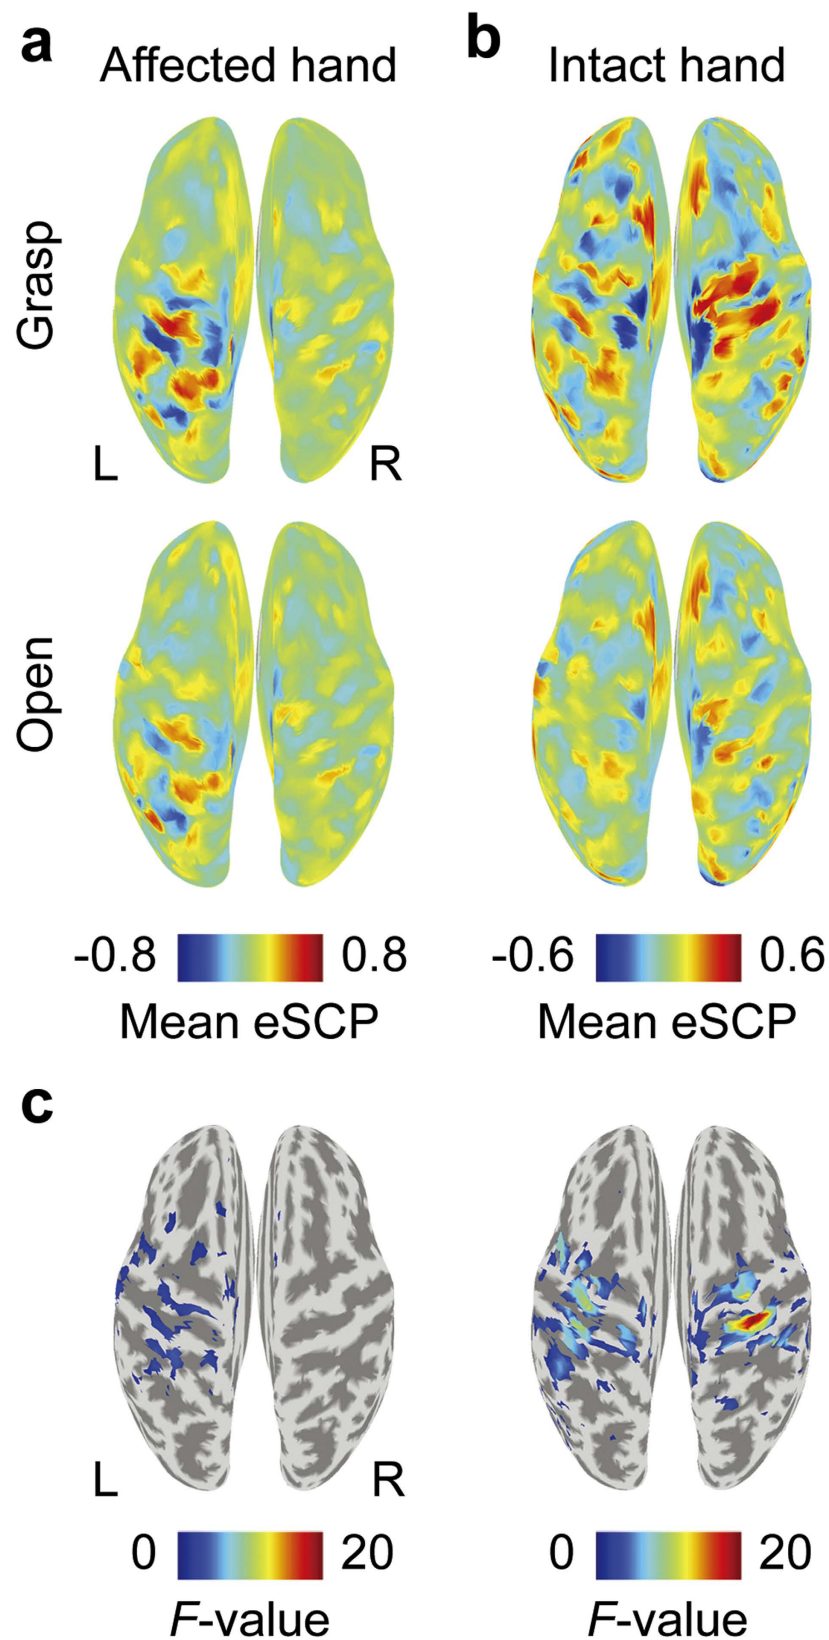 a
Affected hand
b
Intact hand
Grasp
L
R
Open
-0.8
0.8
Mean eSCP
-0.6
0.6
Mean eSCP
c
L
R
0
20
F-value
0
20
F-value